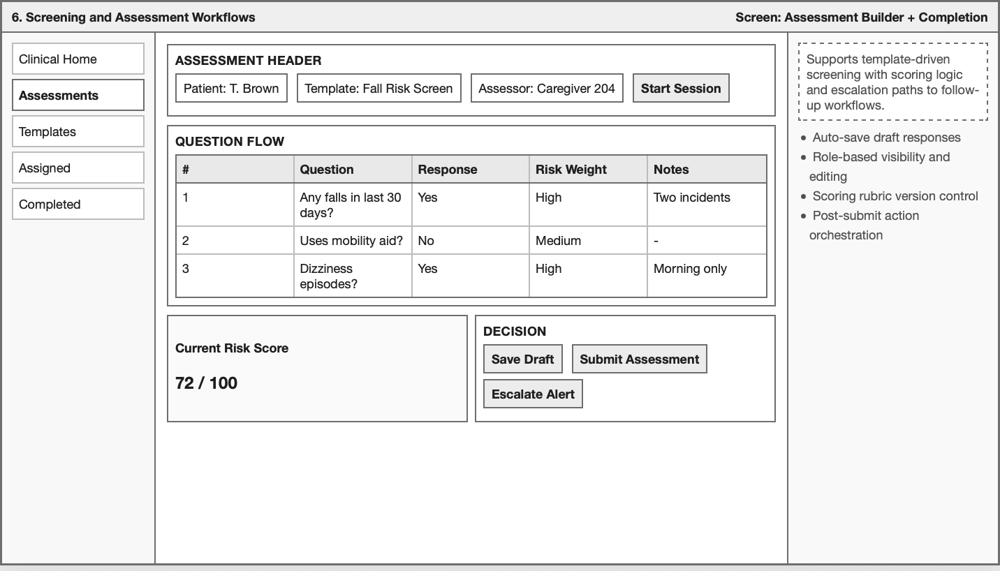 6. Screening and Assessment Workflows
Screen: Assessment Builder + Completion
Clinical Home
Assessments
Templates
Assigned
Completed
ASSESSMENT HEADER
Patient: T. Brown
Template: Fall Risk Screen
Assessor: Caregiver 204
Start Session
QUESTION FLOW
# Question Response Risk Weight Notes
1 Any falls in last 30 Yes High Two incidents
days?
2 Uses mobility aid? No Medium -
3 Dizziness Yes High Morning only
episodes?
Current Risk Score
72 / 100
DECISION
Save Draft
Submit Assessment
Escalate Alert
Supports template-driven
screening with scoring logic
and escalation paths to follow-
up workflows.
• Auto-save draft responses
• Role-based visibility and
editing
• Scoring rubric version control
• Post-submit action
orchestration